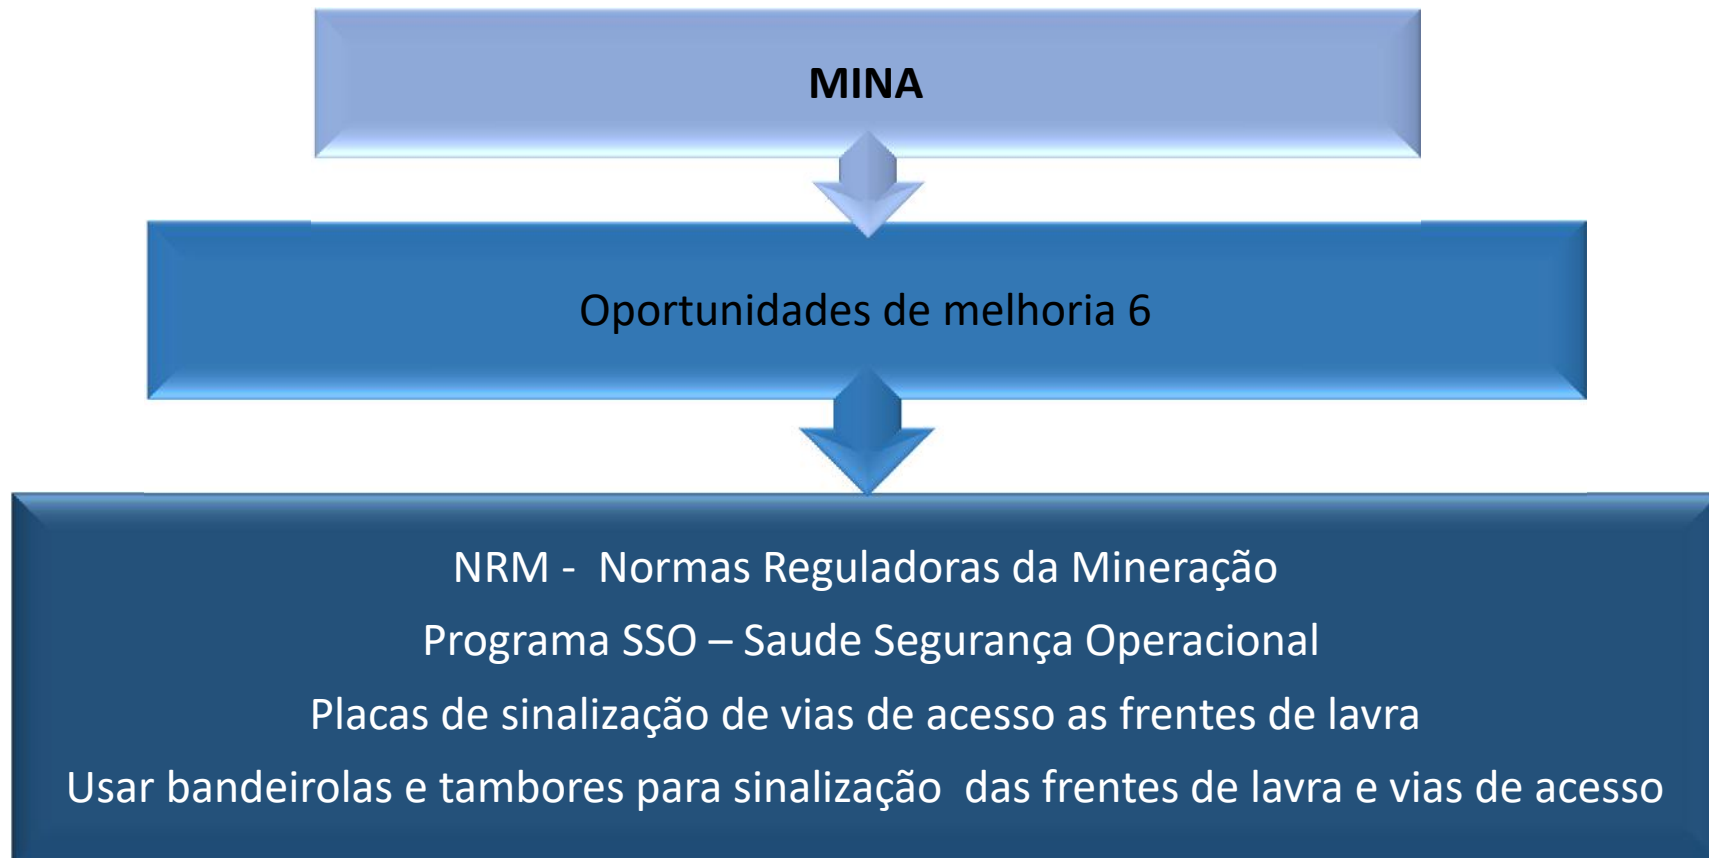 MINA
Oportunidades de melhoria 6
NRM -  Normas Reguladoras da Mineração
Programa SSO – Saude Segurança Operacional
Placas de sinalização de vias de acesso as frentes de lavra
Usar bandeirolas e tambores para sinalização  das frentes de lavra e vias de acesso